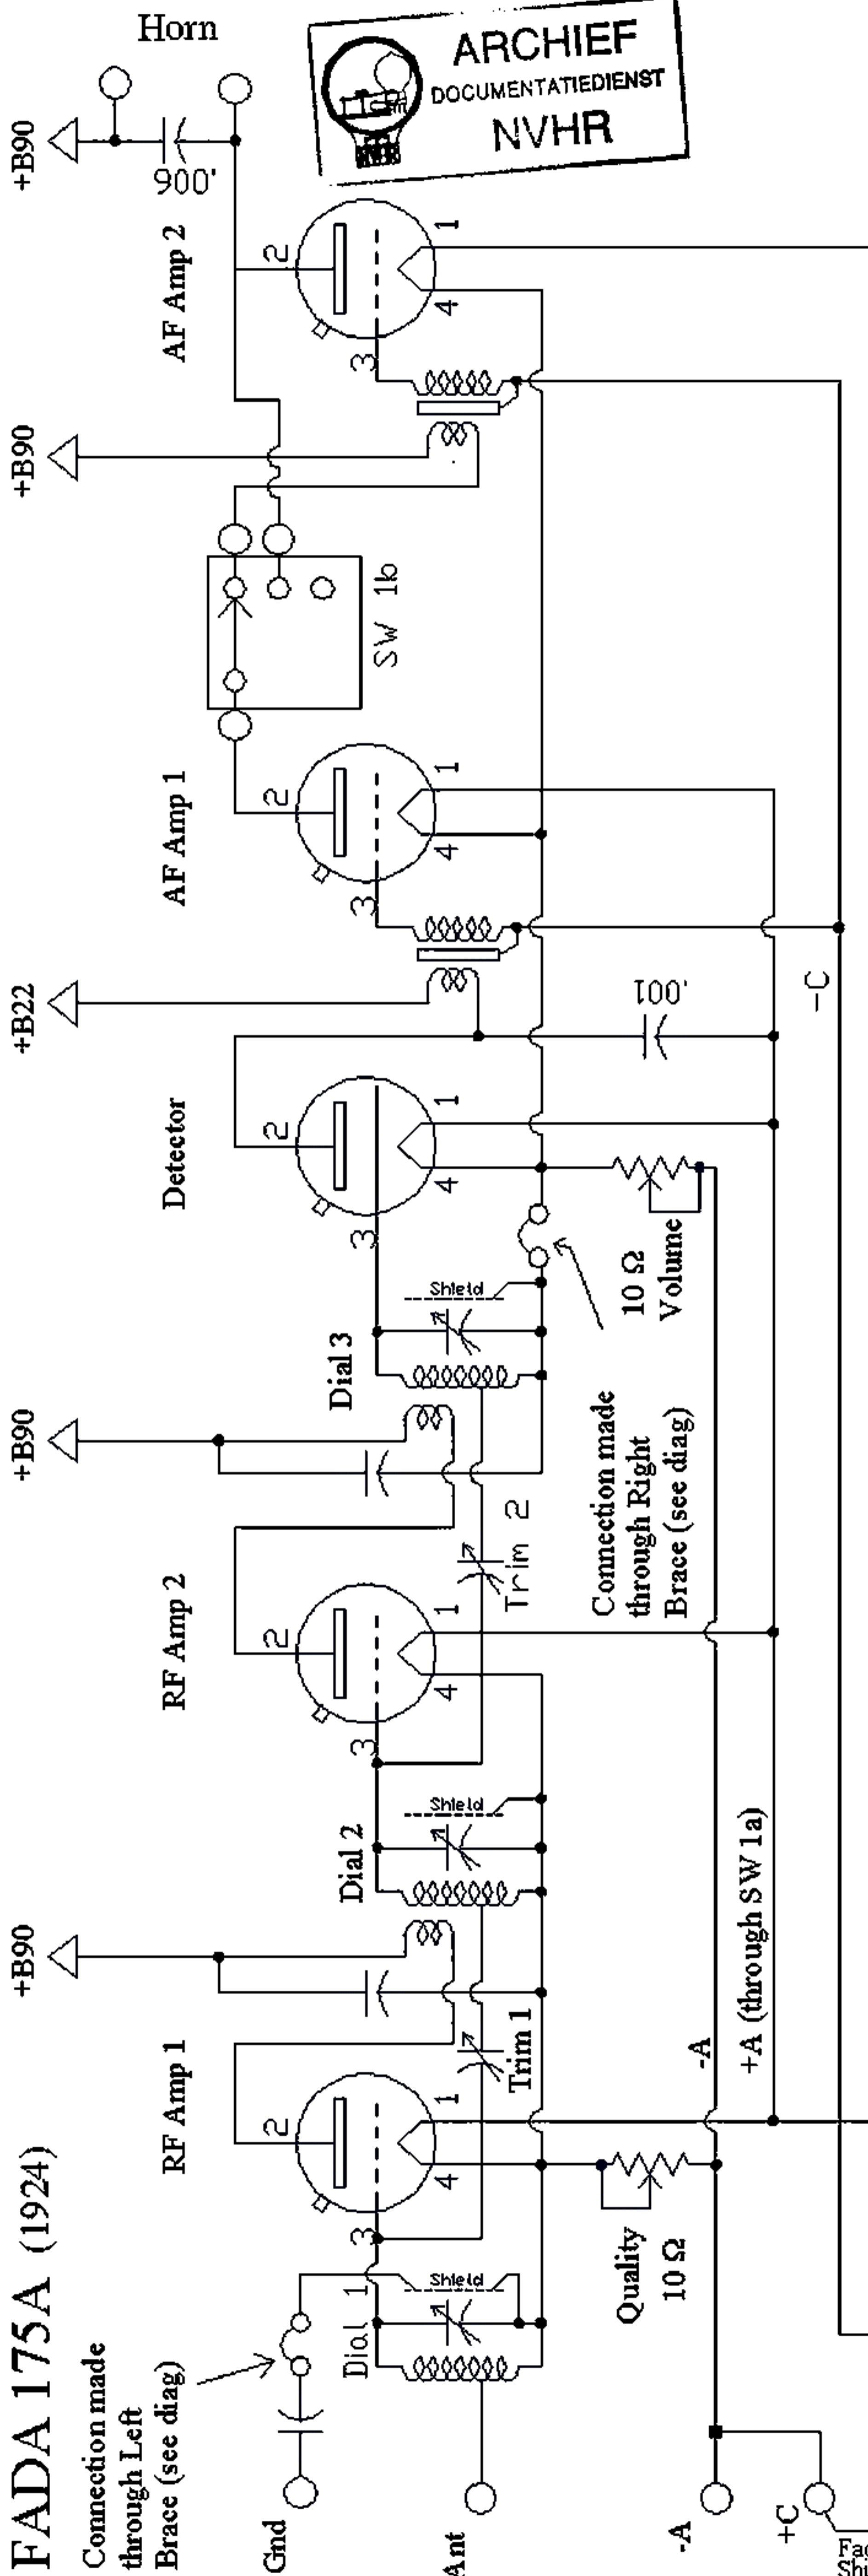 FADA 175A (1924)
Connection made
through Left
Brace (see diag)
Gnd
Ant
-A
+C
Dial 1
Shield
Quality
10 Ω
RF Amp 1
2
3
4
1
Trim 1
+B90
Dial 2
Shield
-A
+A (through SW 1a)
RF Amp 2
2
3
4
1
Trim 2
+B90
Connection made
through Right
Brace (see diag)
Dial 3
Shield
10 Ω
Volume
Detector
2
3
4
1
+B22
.001
-C
AF Amp 1
2
3
4
1
SW 1b
+B90
AF Amp 2
2
3
4
1
+B90
.006
Horn
ARCHIEF
DOCUMENTATIEDIENST
NVHR